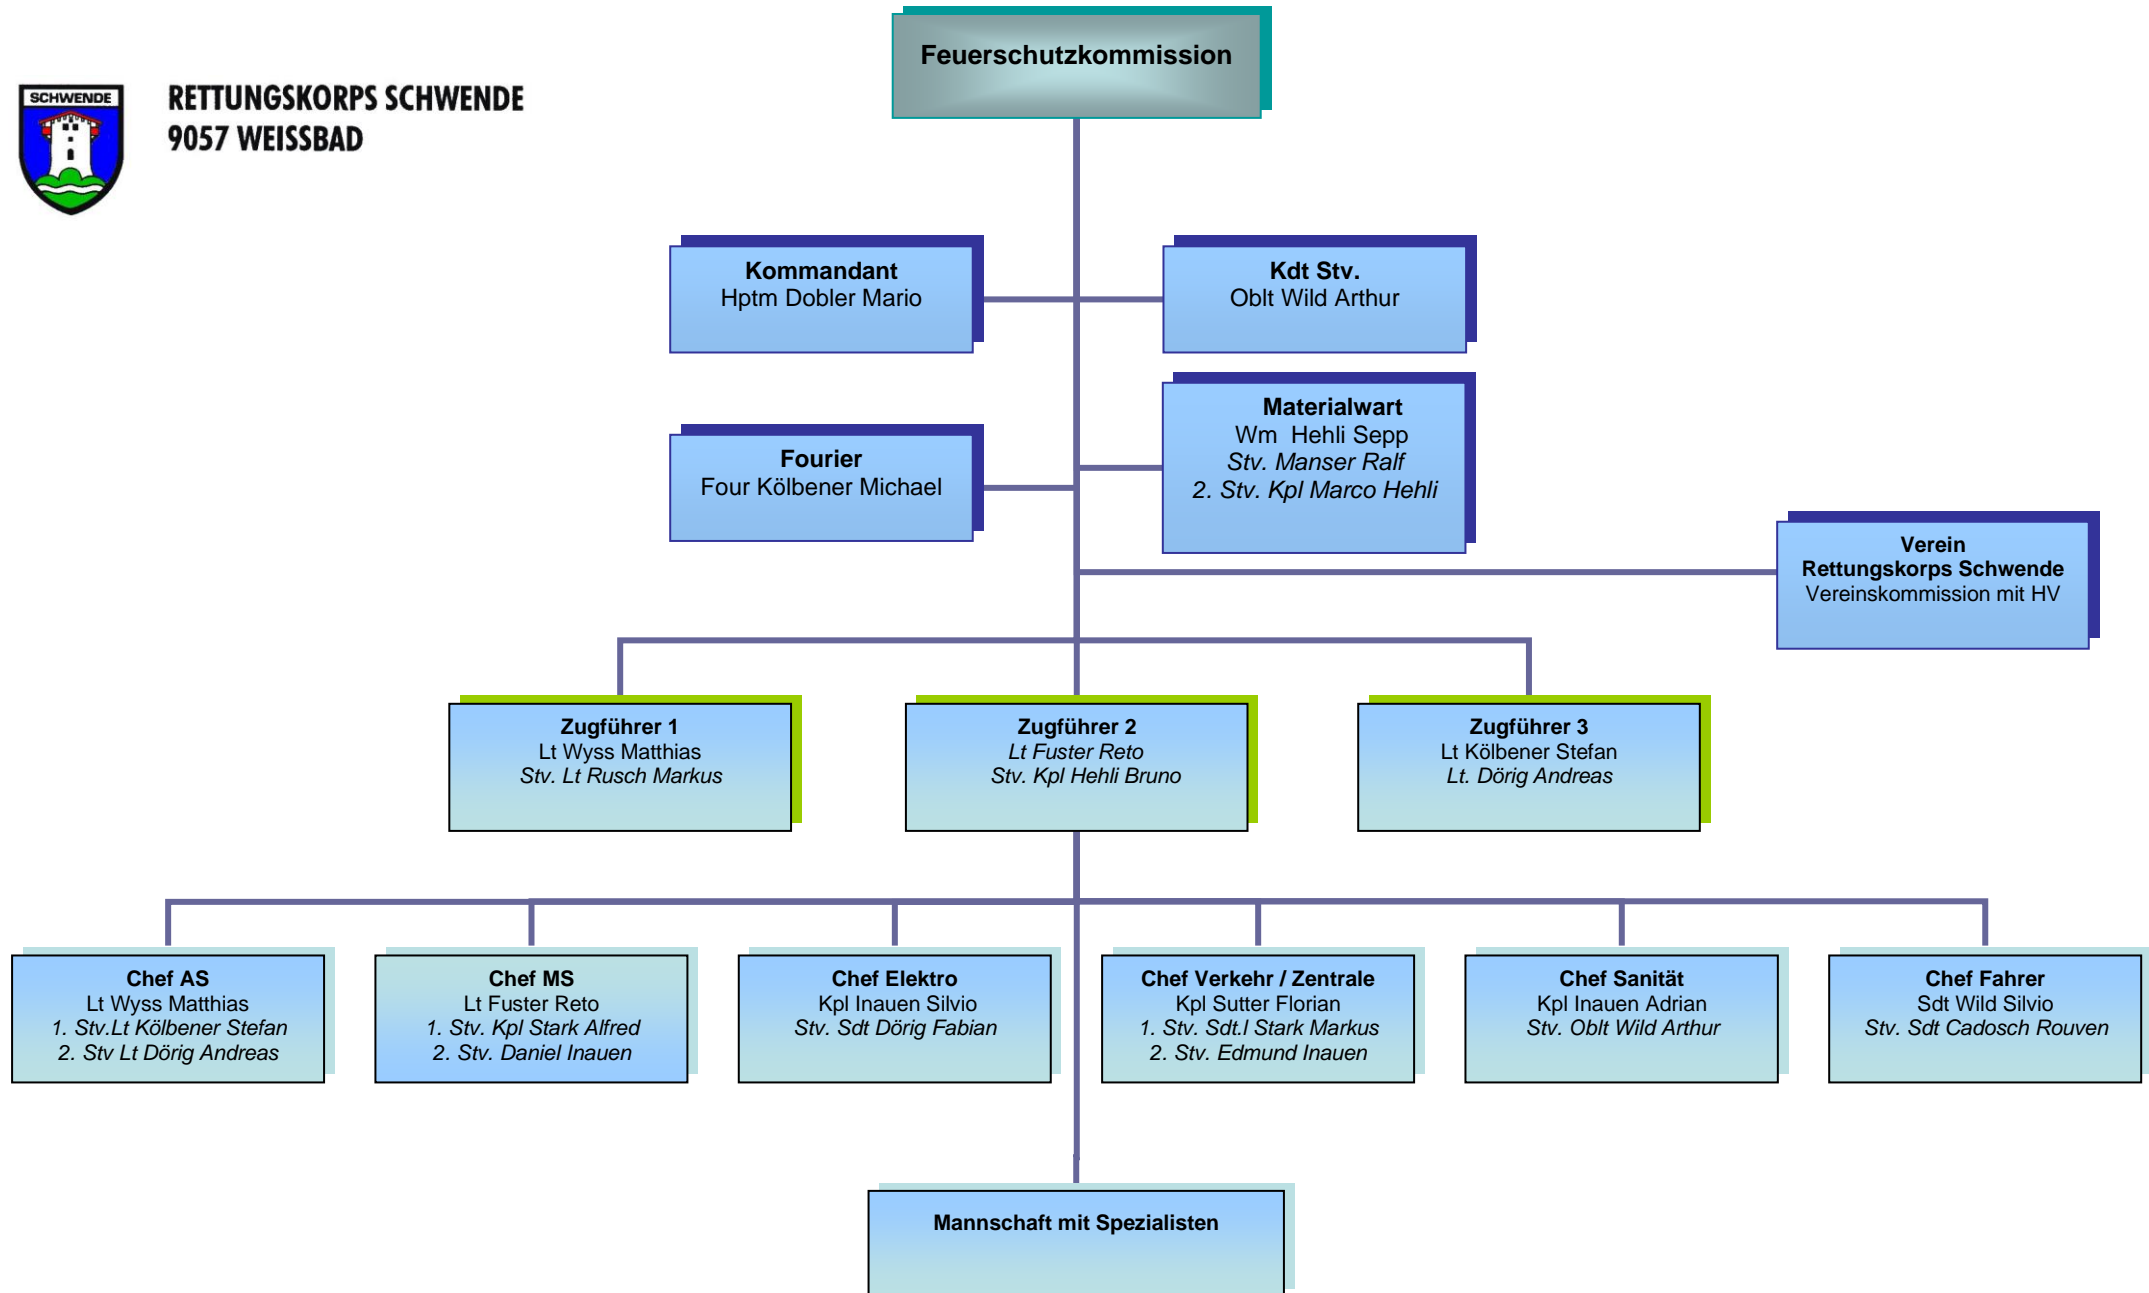 Feuerschutzkommission
SCHWENDE
RETTUNGSKORPS SCHWENDE
9057 WEISSBAD
Kommandant
Hptm Dobler Mario
Kdt Stv.
Oblt Wild Arthur
Fourier
Four Kölbener Michael
Materialwart
Wm  Hehli Sepp
Stv. Manser Ralf
2. Stv. Kpl Marco Hehli
Verein
Rettungskorps Schwende
Vereinskommission mit HV
Zugführer 1
Lt Wyss Matthias
Stv. Lt Rusch Markus
Zugführer 2
Lt Fuster Reto
Stv. Kpl Hehli Bruno
Zugführer 3
Lt Kölbener Stefan
Lt. Dörig Andreas
Chef AS
Lt Wyss Matthias
1. Stv.Lt Kölbener Stefan
2. Stv Lt Dörig Andreas
Chef MS
Lt Fuster Reto
1. Stv. Kpl Stark Alfred
2. Stv. Daniel Inauen
Chef Elektro
Kpl Inauen Silvio
Stv. Sdt Dörig Fabian
Chef Verkehr / Zentrale
Kpl Sutter Florian
1. Stv. Sdt.l Stark Markus
2. Stv. Edmund Inauen
Chef Sanität
Kpl Inauen Adrian
Stv. Oblt Wild Arthur
Chef Fahrer
Sdt Wild Silvio
Stv. Sdt Cadosch Rouven
Mannschaft mit Spezialisten